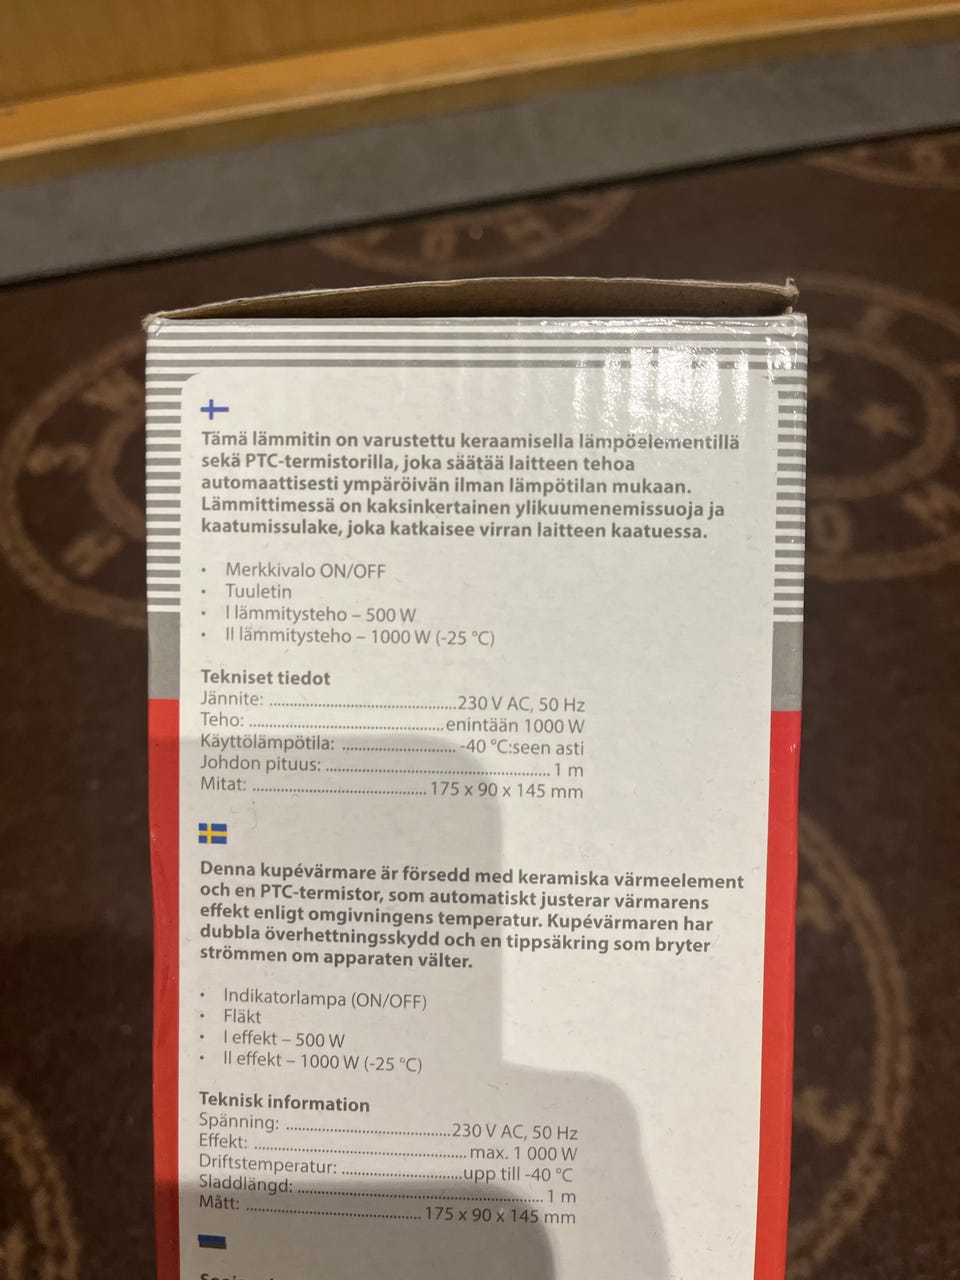 Tämä lämmitin on varustettu keraamisella lämpöelementillä
sekä PTC-termistorilla, joka säätää laitteen tehoa
automaattisesti ympäröivän ilman lämpötilan mukaan.
Lämmittimessä on kaksinkertainen ylikuumenemissuoja ja
kaatumissulake, joka katkaisee virran laitteen kaatuessa.
• Merkkivalo ON/OFF
• Tuuletin
• I lämmitysteho – 500 W
• II lämmitysteho – 1000 W (-25 °C)
Tekniset tiedot
Jännite: ................................................230 V AC, 50 Hz
Teho: ..................................................enintään 1000 W
Käyttölämpötila: ............................. -40 °C:seen asti
Johdon pituus: .......................................................... 1 m
Mitat: ............................................. 175 x 90 x 145 mm
Denna kupévärmare är försedd med keramiska värmeelement
och en PTC-termistor, som automatiskt justerar värmarens
effekt enligt omgivningens temperatur. Kupévärmaren har
dubbla överhettningsskydd och en tippsäkring som bryter
strömmen om apparaten välter.
• Indikatorlampa (ON/OFF)
• Fläkt
• I effekt – 500 W
• II effekt – 1000 W (-25 °C)
Teknisk information
Spänning: ..........................................230 V AC, 50 Hz
Effekt: ...................................................... max. 1 000 W
Driftstemperatur: ...............................upp till -40 °C
Sladdlängd: ................................................................ 1 m
Mått: ............................................. 175 x 90 x 145 mm